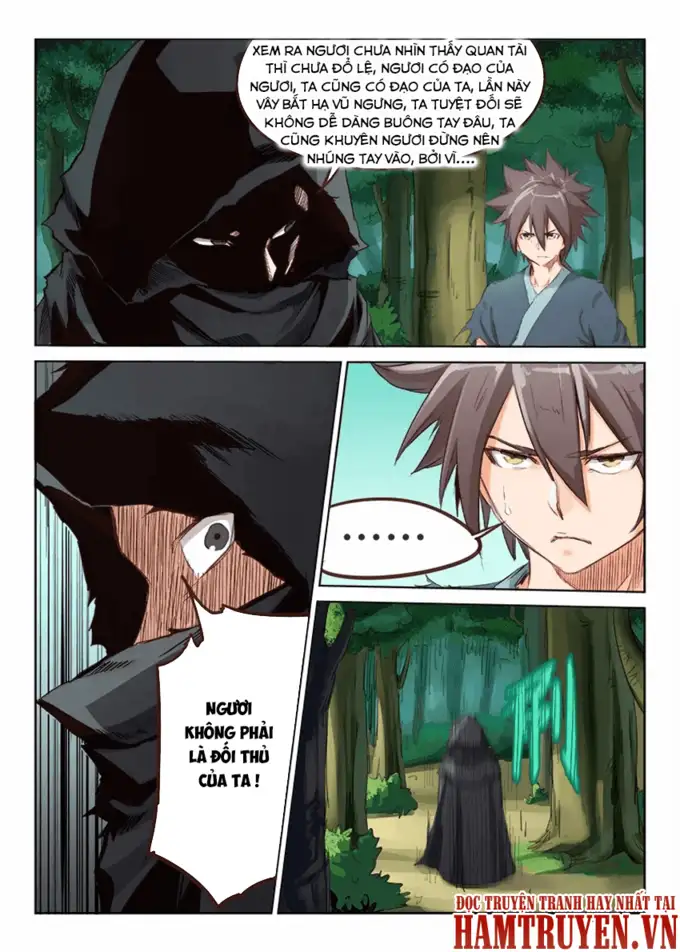 XEM RA NGƯƠI CHƯA NHÌN THẤY QUAN TÀI
THÌ CHƯA ĐỔ LỆ, NGƯƠI CÓ ĐẠO CỦA
NGƯƠI, TA CŨNG CÓ ĐẠO CỦA TA, LẦN NÀY
VÂY BẮT HẠ VŨ NGƯNG, TA TUYỆT ĐỐI SẼ
KHÔNG DỄ DÀNG BUÔNG TAY ĐÂU, TA
CŨNG KHUYÊN NGƯƠI ĐỪNG NÊN
NHÚNG TAY VÀO, BỞI VÌ....
......
NGƯƠI
KHÔNG PHẢI
LÀ ĐỐI THỦ
CỦA TA !
ĐỌC TRUYỆN TRANH HAY NHẤT TẠI
HAMTRUYEN.VN